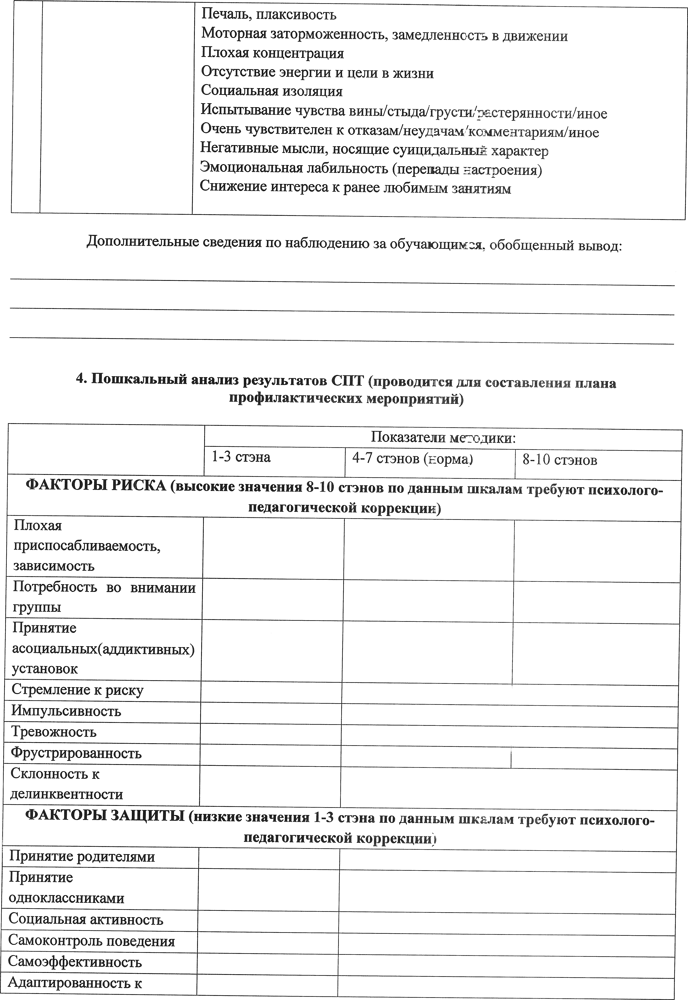 Печаль, плаксивость
Моторная заторможенность, замедленность в движении
Плохая концентрация
Отсутствие энергии и цели в жизни
Социальная изоляция
Испытывание чувства вины/стыда/грусти/растерянности/иное
Очень чувствителен к отказам/неудачам/комментариям/иное
Негативные мысли, носящие суицидальный характер
Эмоциональная лабильность (перепады настроения)
Снижение интереса к ранее любимым занятиям
Дополнительные сведения по наблюдению за обучающимся, обобщенный вывод:
4. Пошкальный анализ результатов СПТ (проводится для составления плана
профилактических мероприятий)
Показатели методики:
1-3 стэна
4-7 стэнов (норма)
8-10 стэнов
ФАКТОРЫ РИСКА (высокие значения 8-10 стэнов по данным шкалам требуют психолого-
педагогической коррекции)
Плохая
приспосабливаемость,
зависимость
Потребность во внимании
группы
Принятие
асоциальных(аддиктивных)
установок
Стремление к риску
Импульсивность
Тревожность
Фрустрированность
Склонность к
делинквентности
ФАКТОРЫ ЗАЩИТЫ (низкие значения 1-3 стэна по данным шкалам требуют психолого-
педагогической коррекции)
Принятие родителями
Принятие
одноклассниками
Социальная активность
Самоконтроль поведения
Самоэффективность
Адаптированность к